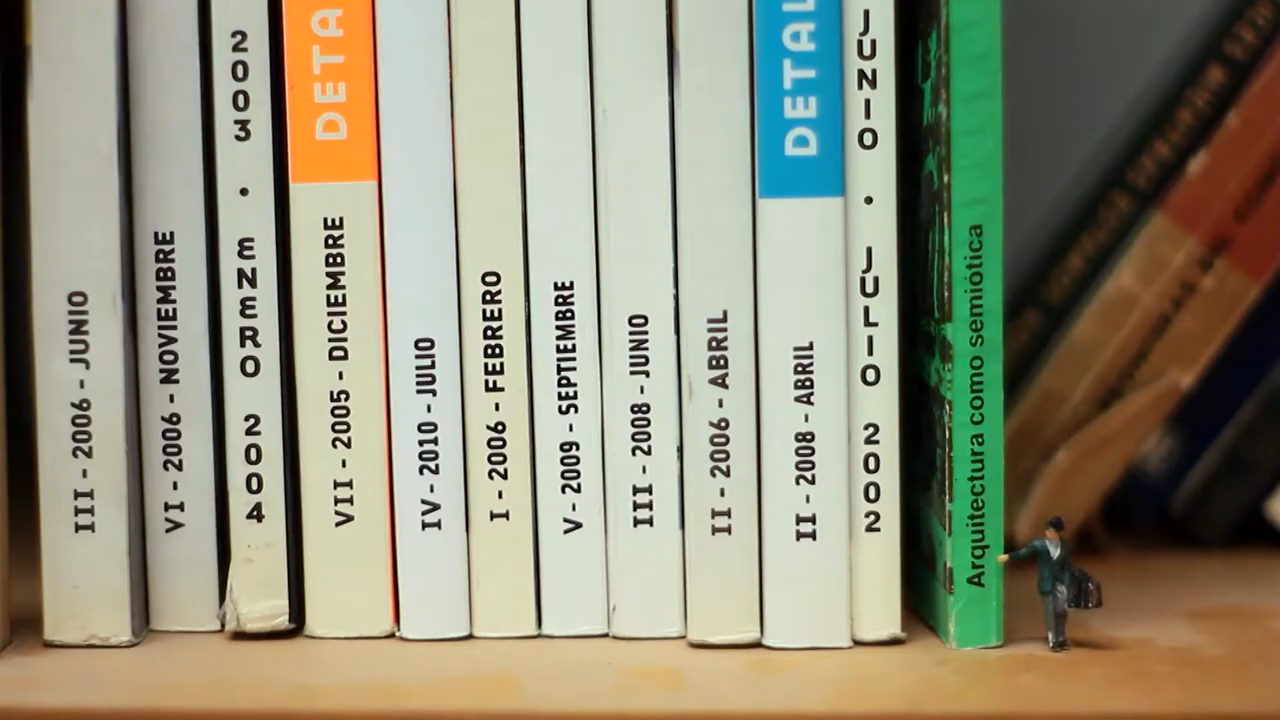 III - 2006 - JUNIO
VI - 2006 - NOVIEMBRE
2003 • ENERO 2004
DETA
VII - 2005 - DICIEMBRE
IV - 2010 - JULIO
I - 2006 - FEBRERO
V - 2009 - SEPTIEMBRE
III - 2008 - JUNIO
II - 2006 - ABRIL
DETAL
II - 2008 - ABRIL
JUNIO • JULIO 2002
Arquitectura como semiótica